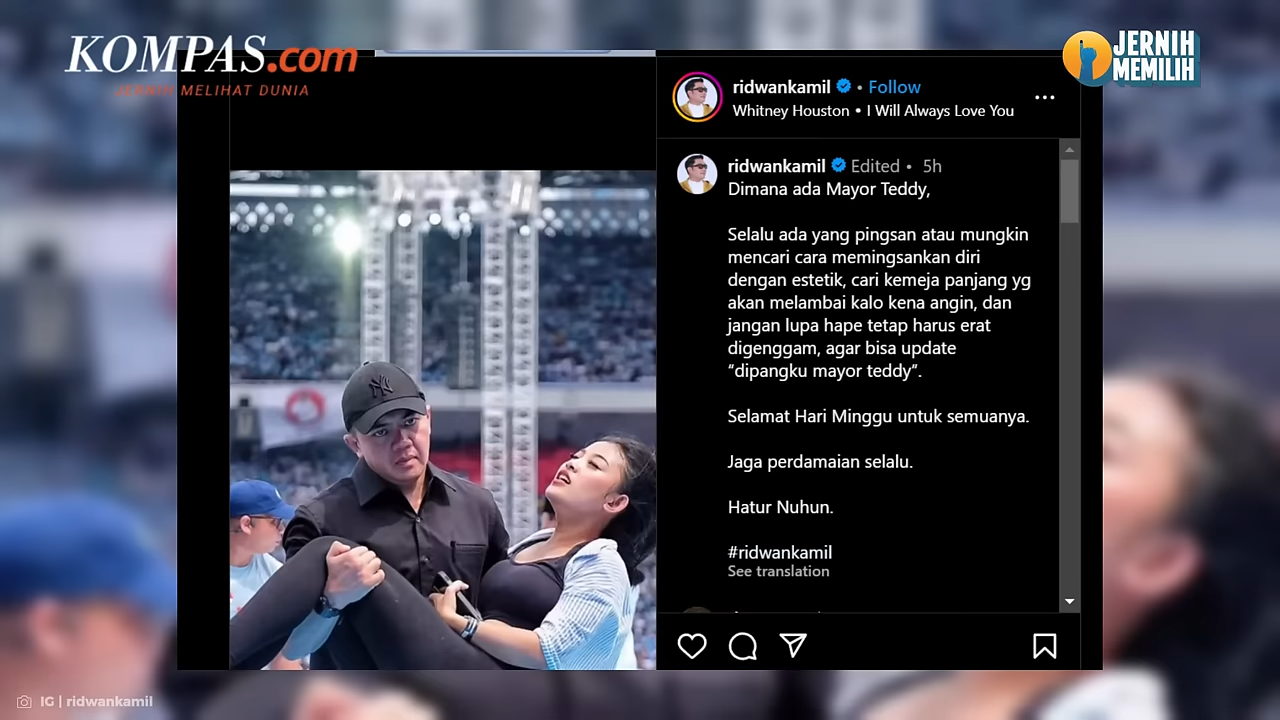 KOMPAS.com
JERNIH MELIHAT DUNIA
JERNIH
MEMILIH
ridwankamil • Follow
Whitney Houston • I Will Always Love You
ridwankamil Edited • 5h
Dimana ada Mayor Teddy,
Selalu ada yang pingsan atau mungkin
mencari cara memingsankan diri
dengan estetik, cari kemeja panjang yg
akan melambai kalo kena angin, dan
jangan lupa hape tetap harus erat
digenggam, agar bisa update
“dipangku mayor teddy”.
Selamat Hari Minggu untuk semuanya.
Jaga perdamaian selalu.
Hatur Nuhun.
#ridwankamil
See translation
NY
IG | ridwankamil